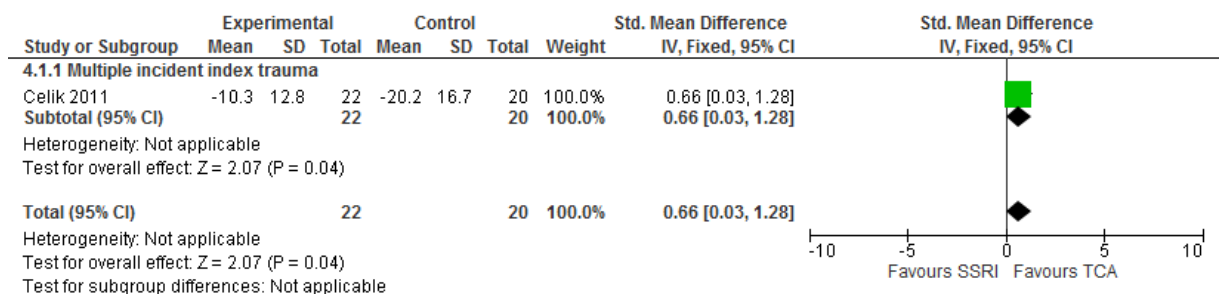 Experimental Control Std. Mean Difference Std. Mean Difference
Study or Subgroup Mean SD Total Mean SD Total Weight IV, Fixed, 95% CI IV, Fixed, 95% CI
4.1.1 Multiple incident index trauma
Celik 2011 -10.3 12.8 22 -20.2 16.7 20 100.0% 0.66 [0.03, 1.28]
Subtotal (95% CI) 22 20 100.0% 0.66 [0.03, 1.28]
Heterogeneity: Not applicable
Test for overall effect: Z = 2.07 (P = 0.04)
Total (95% CI) 22 20 100.0% 0.66 [0.03, 1.28]
Heterogeneity: Not applicable
Test for overall effect: Z = 2.07 (P = 0.04)
Test for subgroup differences: Not applicable
-10 -5 0 5 10
Favours SSRI Favours TCA